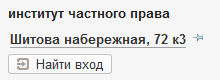 институт частного права
Шитова набережная, 72 к3
Найти вход